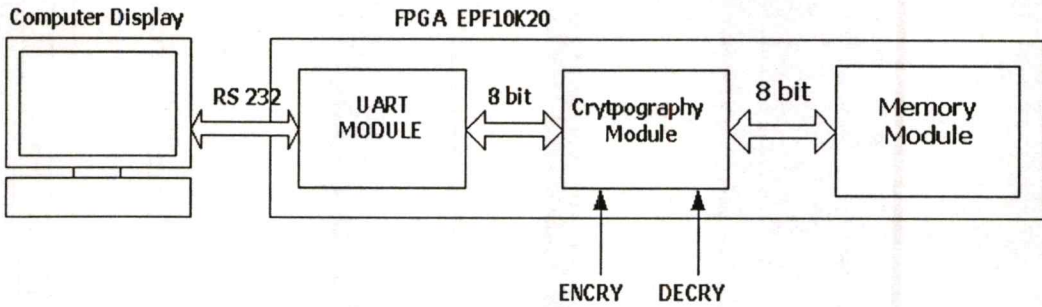 Computer Display
FPGA EPF10K20
RS 232
UART
MODULE
8 bit
Crytpography
Module
8 bit
Memory
Module
ENCRY
DECRY